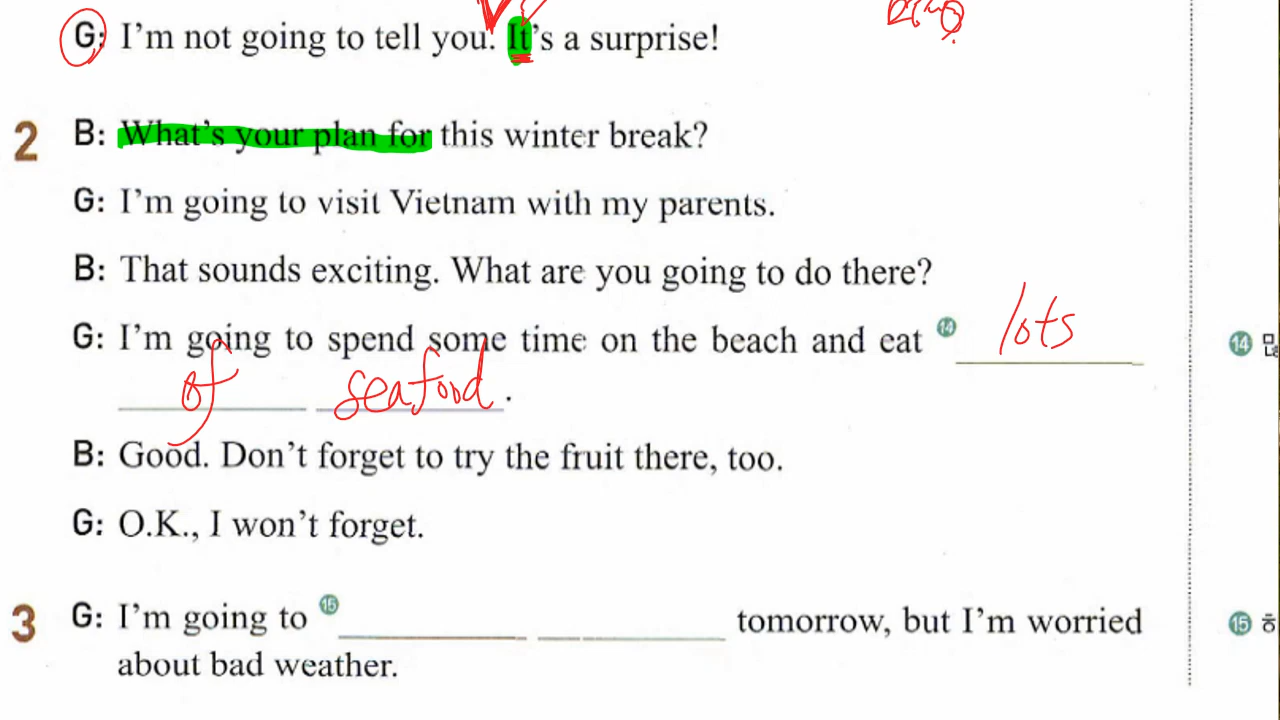 G: I'm not going to tell you. It's a surprise!
2 B: What's your plan for this winter break?
G: I'm going to visit Vietnam with my parents.
B: That sounds exciting. What are you going to do there?
G: I'm going to spend some time on the beach and eat 14 lots
of seafood.
B: Good. Don't forget to try the fruit there, too.
G: O.K., I won't forget.
3 G: I'm going to 15 tomorrow, but I'm worried
about bad weather.
14
15